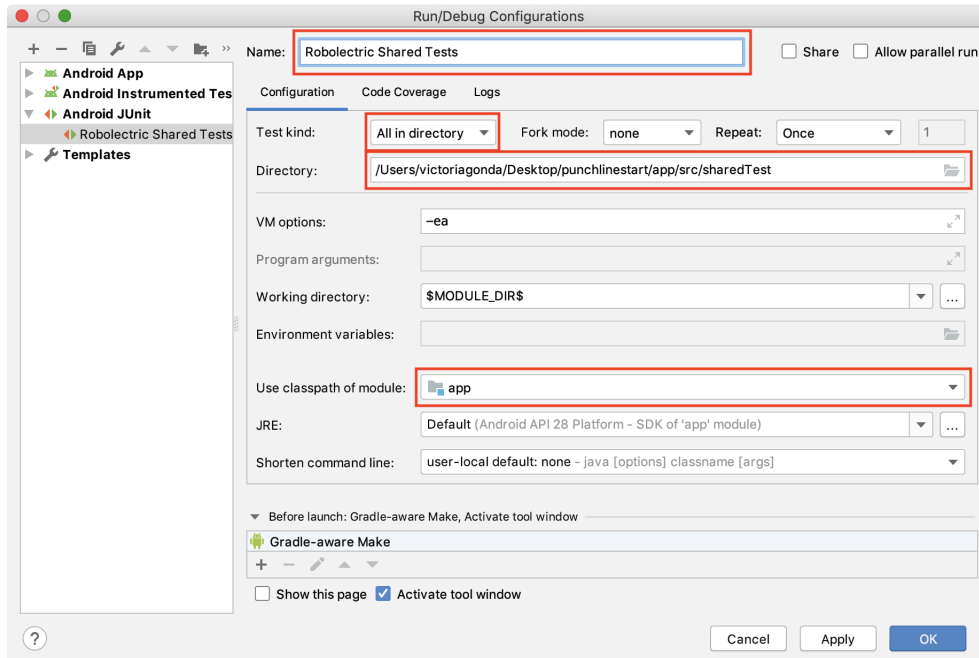 Run/Debug Configurations
Name: Robolectric Shared Tests Share Allow parallel run
Android App
Android Instrumented Tes
Android JUnit
Robolectric Shared Tests
Templates
Configuration Code Coverage Logs
Test kind: All in directory Fork mode: none Repeat: Once 1
Directory: /Users/victoriagonda/Desktop/punchlinestart/app/src/sharedTest
VM options: –ea
Program arguments:
Working directory: $MODULE_DIR$ ...
Environment variables:
Use classpath of module: app
JRE: Default (Android API 28 Platform – SDK of 'app' module) ...
Shorten command line: user-local default: none – java [options] classname [args]
Before launch: Gradle-aware Make, Activate tool window
Gradle-aware Make
Show this page Activate tool window
? Cancel Apply OK